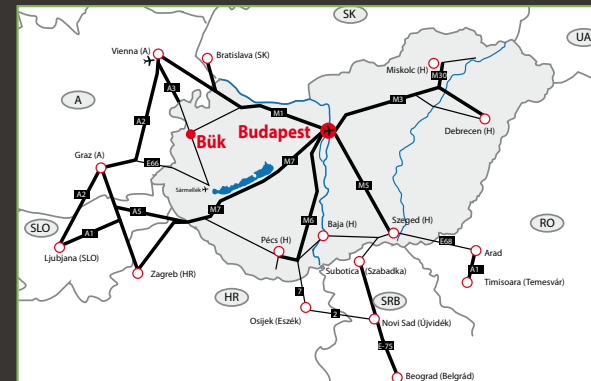 SK
UA
Vienna (A)
Bratislava (SK)
Miskolc (H)
M30
A3
A
M3
M1
A2
Bük
Budapest
Debrecen (H)
M7
Graz (A)
E66
Sármellék
M5
A2
A5
M7
M6
Baja (H)
Szeged (H)
RO
SLO
A1
Pécs (H)
E68
Ljubjana (SLO)
Arad
Zagreb (HR)
Subotica (Szabadka)
A1
Timisoara (Temesvár)
HR
7
SRB
Osijek (Eszék)
2
Novi Sad (Újvidék)
E-75
Beograd (Belgrád)